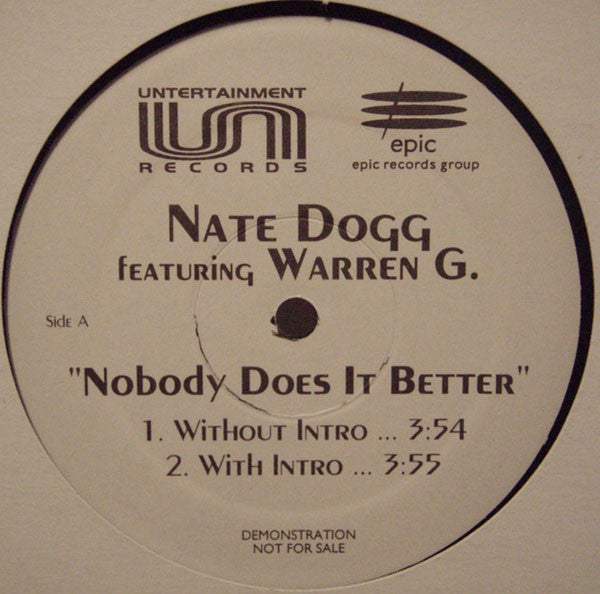 UNTERTAINMENT
un
RECORDS
epic
epic records group
Nate Dogg
featuring Warren G.
Side A
"Nobody Does It Better"
1. Without Intro ... 3:54
2. With Intro ... 3:55
DEMONSTRATION
NOT FOR SALE